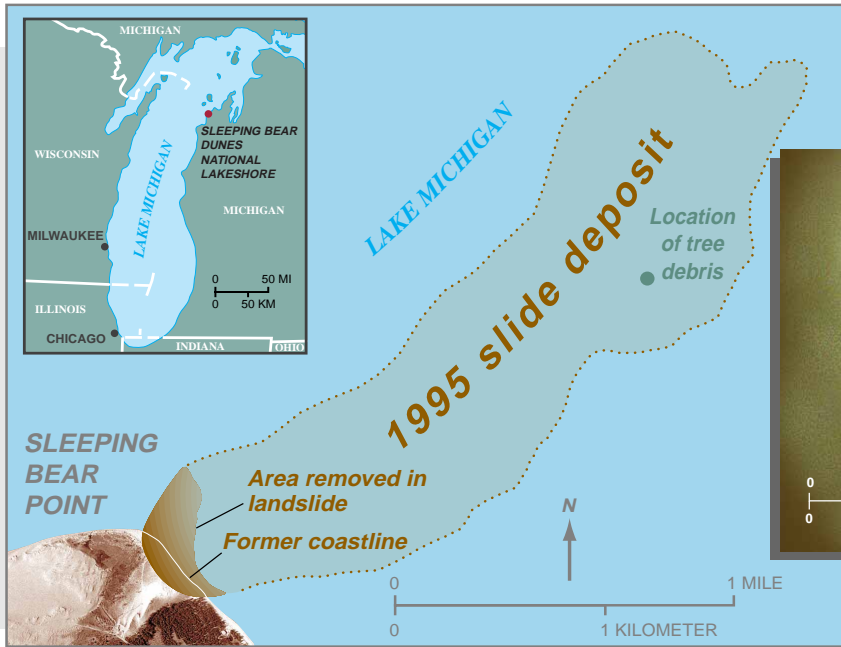 MICHIGAN
WISCONSIN
LAKE MICHIGAN
SLEEPING BEAR
DUNES
NATIONAL
LAKESHORE
MICHIGAN
MILWAUKEE
0 50 MI
0 50 KM
ILLINOIS
CHICAGO
INDIANA
OHIO
LAKE MICHIGAN
1995 slide deposit
Location
of tree
debris
SLEEPING
BEAR
POINT
Area removed in
landslide
Former coastline
N
0 1 MILE
0 1 KILOMETER
0
0